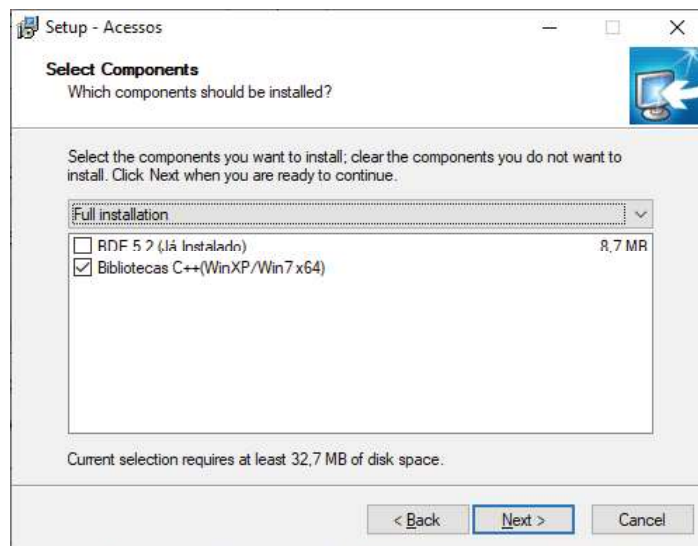 Setup - Acessos
Select Components
Which components should be installed?
Select the components you want to install; clear the components you do not want to
install. Click Next when you are ready to continue.
Full installation
BDE 5.2 (Já Instalado) 8,7 MB
Bibliotecas C++(WinXP/Win7 x64)
Current selection requires at least 32,7 MB of disk space.
< Back Next > Cancel